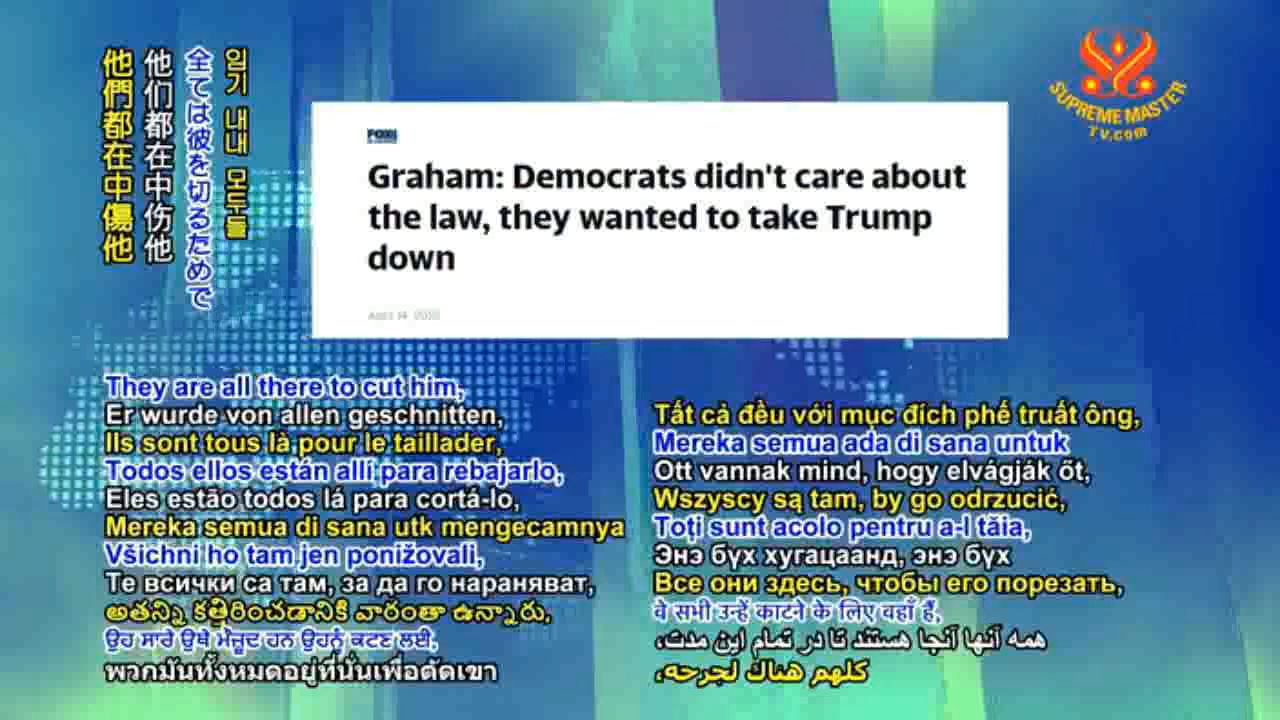 임기 내내 모두들
全ては彼を切るためで
他们都在中伤他
他們都在中傷他
SUPREME MASTER
TV.com
FOX
Graham: Democrats didn't care about
the law, they wanted to take Trump
down
They are all there to cut him,
Er wurde von allen geschnitten,
Ils sont tous là pour le taillader,
Todos ellos están allí para rebajarlo,
Eles estão todos lá para cortá-lo,
Mereka semua di sana utk mengecamnya
Všichni ho tam jen ponižovali,
Те всички са там, за да го нараняват,
అతన్ని కత్తిరించడానికి వారంతా ఉన్నారు,
ਉਹ ਸਾਰੇ ਉਥੇ ਮੌਜੂਦ ਹਨ ਉਹਨੂੰ ਕਟਣ ਲਈ,
พวกมันทั้งหมดอยู่ที่นั่นเพื่อตัดเขา
Tất cả đều với mục đích phế truất ông,
Mereka semua ada di sana untuk
Ott vannak mind, hogy elvágják őt,
Wszyscy są tam, by go odrzucić,
Toți sunt acolo pentru a-l tăia,
Энэ бүх хугацаанд, энэ бүх
Все они здесь, чтобы его порезать,
वे सभी उन्हें काटने के लिए वहाँ हैं,
همه آنها آنجا هستند تا در تمام این مدت،
كلهم هناك لجرحه،